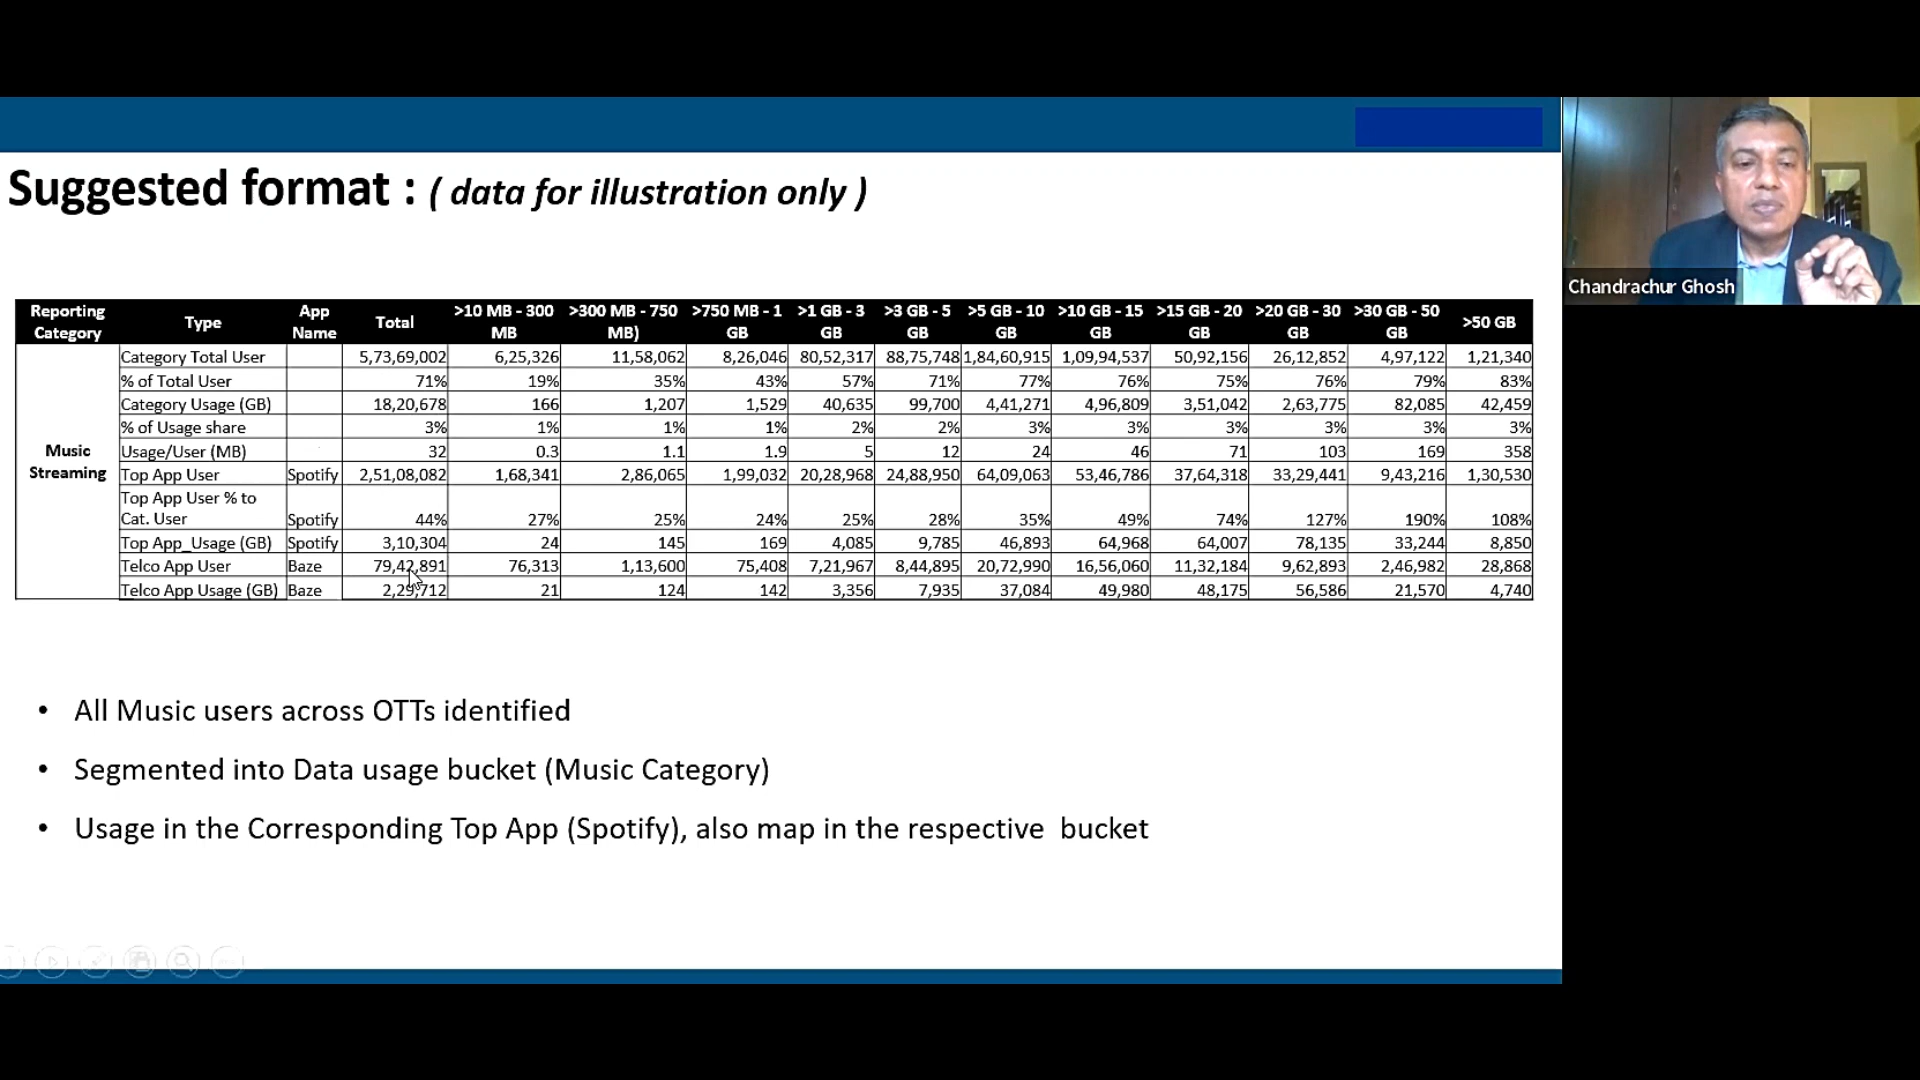 Suggested format : ( data for illustration only )
Chandrachur Ghosh
Reporting Category Type App Name Total >10 MB - 300 MB >300 MB - 750 MB) >750 MB - 1 GB >1 GB - 3 GB >3 GB - 5 GB >5 GB - 10 GB >10 GB - 15 GB >15 GB - 20 GB >20 GB - 30 GB >30 GB - 50 GB >50 GB
Music Streaming
Category Total User 5,73,69,002 6,25,326 11,58,062 8,26,046 80,52,317 88,75,748 1,84,60,915 1,09,94,537 50,92,156 26,12,852 4,97,122 1,21,340
% of Total User 71% 19% 35% 43% 57% 71% 77% 76% 75% 76% 79% 83%
Category Usage (GB) 18,20,678 166 1,207 1,529 40,635 99,700 4,41,271 4,96,809 3,51,042 2,63,775 82,085 42,459
% of Usage share 3% 1% 1% 1% 2% 2% 3% 3% 3% 3% 3% 3%
Usage/User (MB) 32 0.3 1.1 1.9 5 12 24 46 71 103 169 358
Top App User Spotify 2,51,08,082 1,68,341 2,86,065 1,99,032 20,28,968 24,88,950 64,09,063 53,46,786 37,64,318 33,29,441 9,43,216 1,30,530
Top App User % to Cat. User Spotify 44% 27% 25% 24% 25% 28% 35% 49% 74% 127% 190% 108%
Top App_Usage (GB) Spotify 3,10,304 24 145 169 4,085 9,785 46,893 64,968 64,007 78,135 33,244 8,850
Telco App User Baze 79,42,891 76,313 1,13,600 75,408 7,21,967 8,44,895 20,72,990 16,56,060 11,32,184 9,62,893 2,46,982 28,868
Telco App Usage (GB) Baze 2,29,712 21 124 142 3,356 7,935 37,084 49,980 48,175 56,586 21,570 4,740
• All Music users across OTTs identified
• Segmented into Data usage bucket (Music Category)
• Usage in the Corresponding Top App (Spotify), also map in the respective bucket